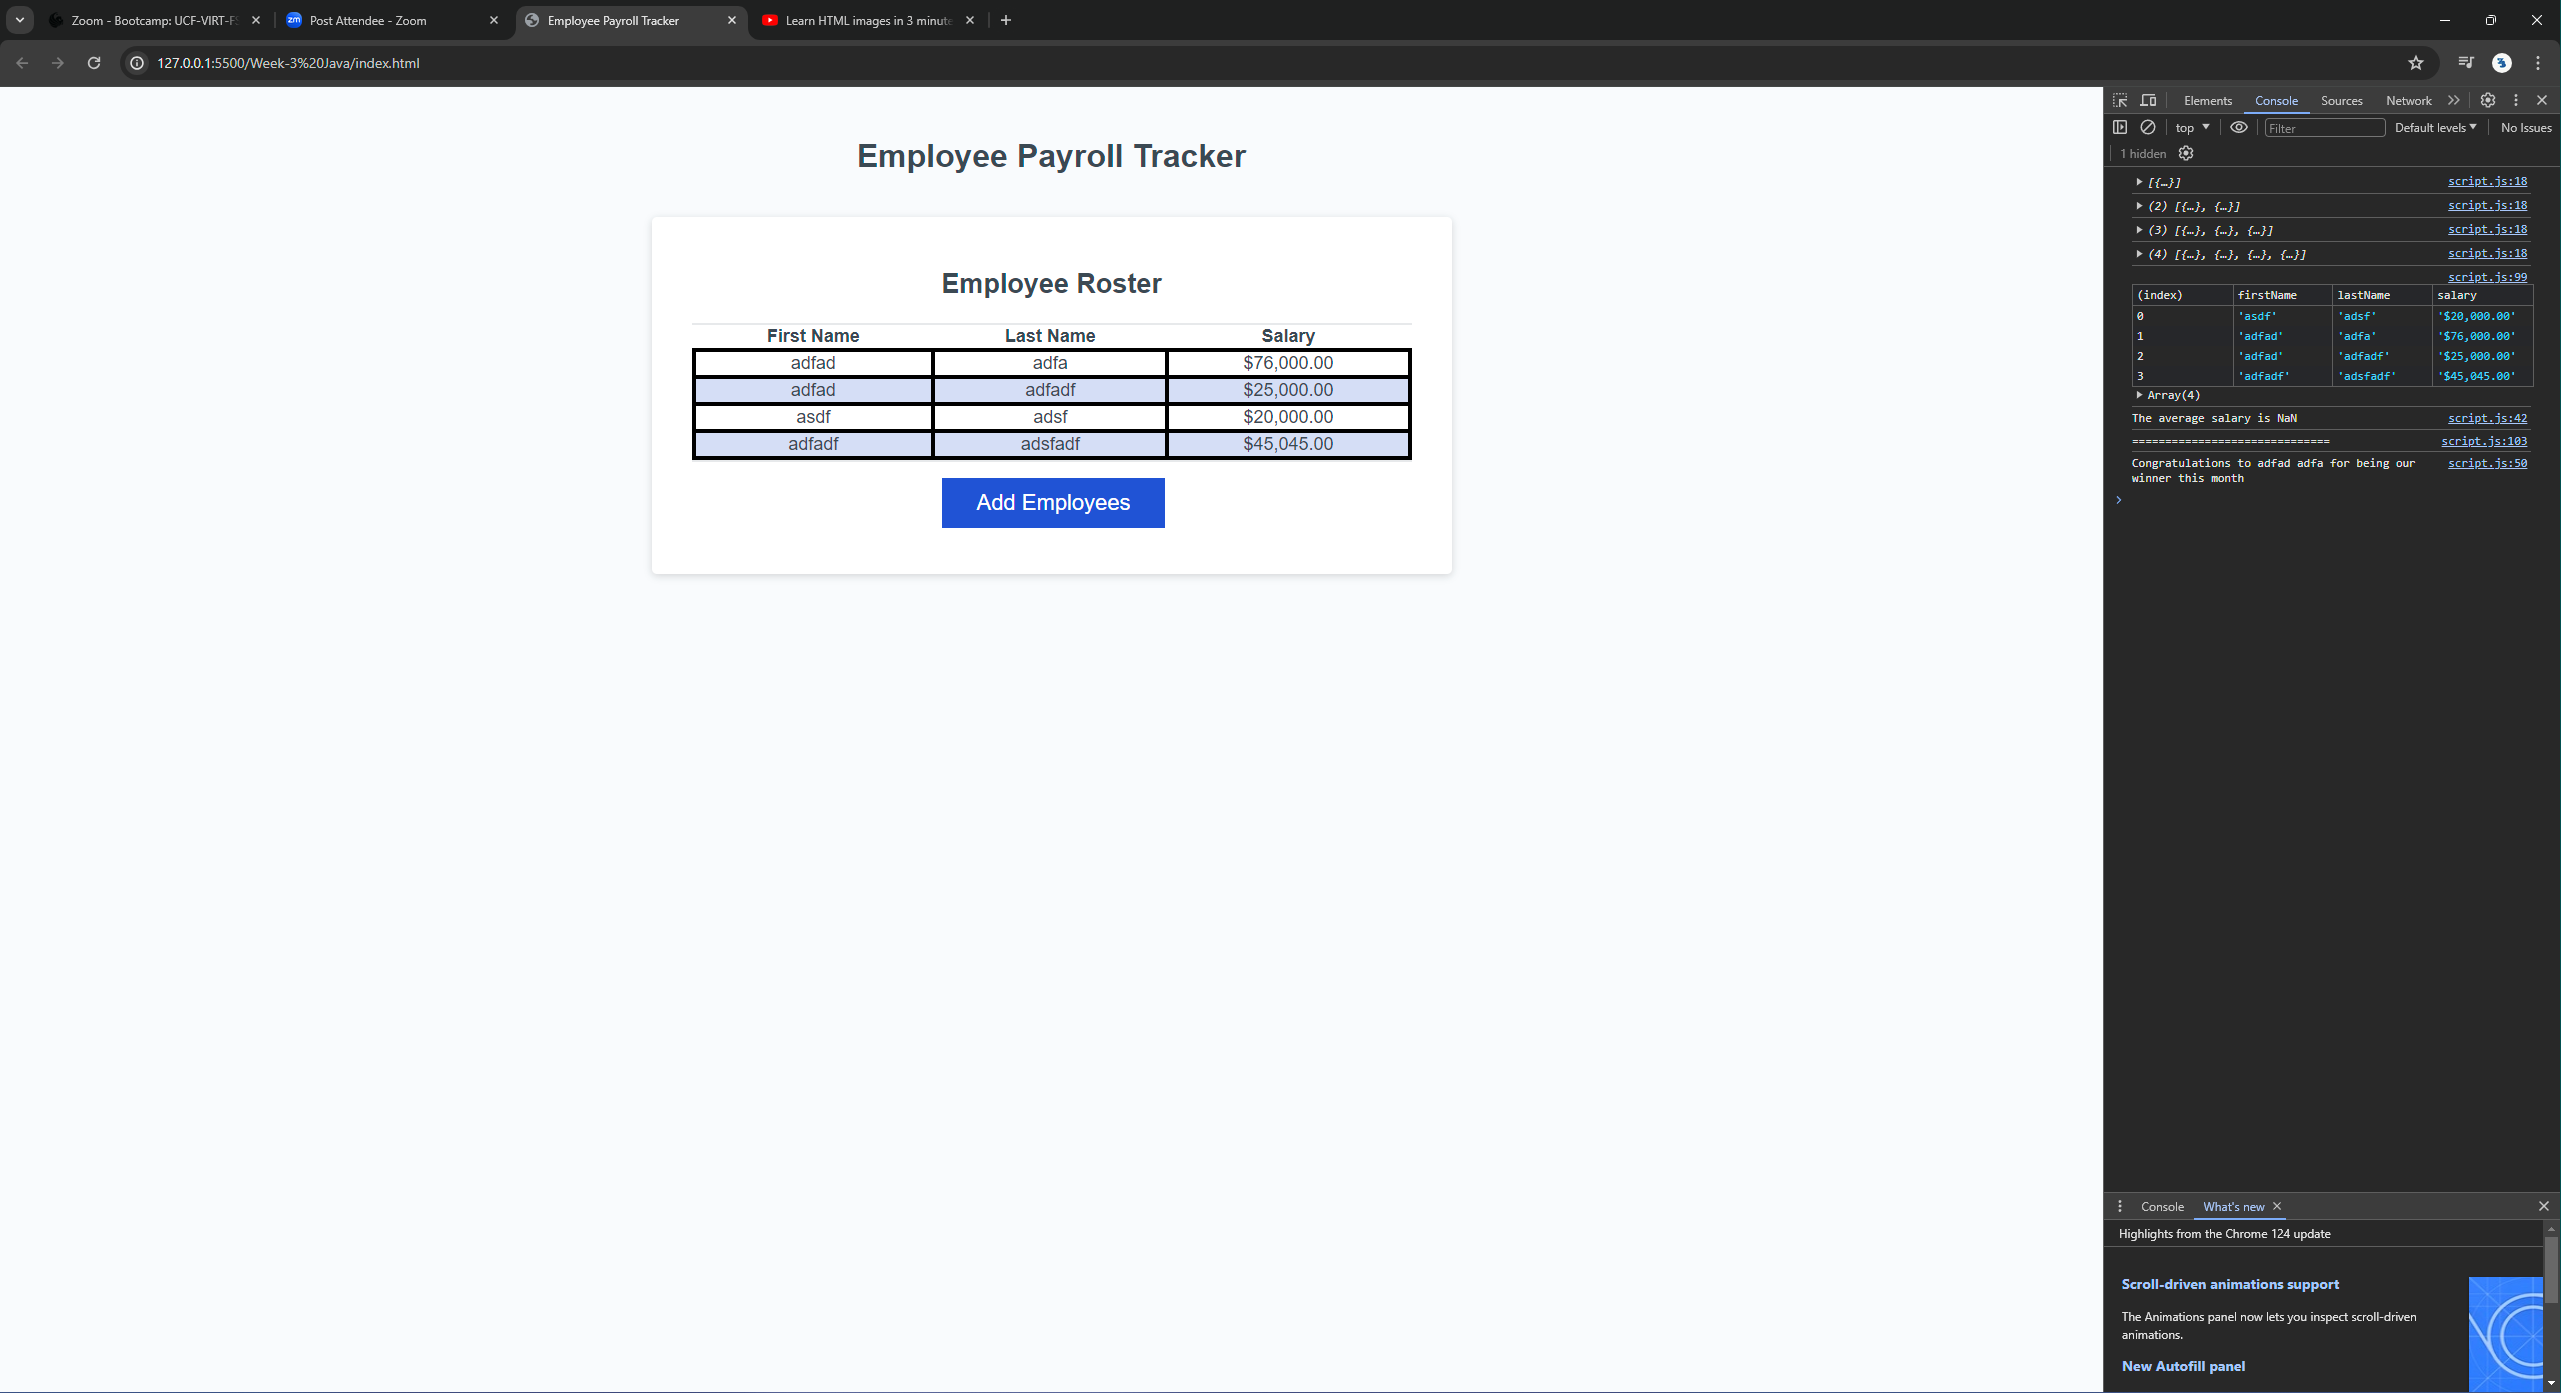 Zoom - Bootcamp: UCF-VIRT-FS
Post Attendee - Zoom
Employee Payroll Tracker
Learn HTML images in 3 minute
127.0.0.1:5500/Week-3%20Java/index.html
Employee Payroll Tracker
Employee Roster
First Name Last Name Salary
adfad adfa $76,000.00
adfad adfadf $25,000.00
asdf adsf $20,000.00
adfadf adsfadf $45,045.00
Add Employees
Elements Console Sources Network
top Filter Default levels No Issues
1 hidden
[{…}] script.js:18
(2) [{…}, {…}] script.js:18
(3) [{…}, {…}, {…}] script.js:18
(4) [{…}, {…}, {…}, {…}] script.js:18
script.js:99
(index) firstName lastName salary
0 'asdf' 'adsf' '$20,000.00'
1 'adfad' 'adfa' '$76,000.00'
2 'adfad' 'adfadf' '$25,000.00'
3 'adfadf' 'adsfadf' '$45,045.00'
Array(4)
The average salary is NaN script.js:42
============================== script.js:103
Congratulations to adfad adfa for being our script.js:50
winner this month
Console What's new
Highlights from the Chrome 124 update
Scroll-driven animations support
The Animations panel now lets you inspect scroll-driven
animations.
New Autofill panel